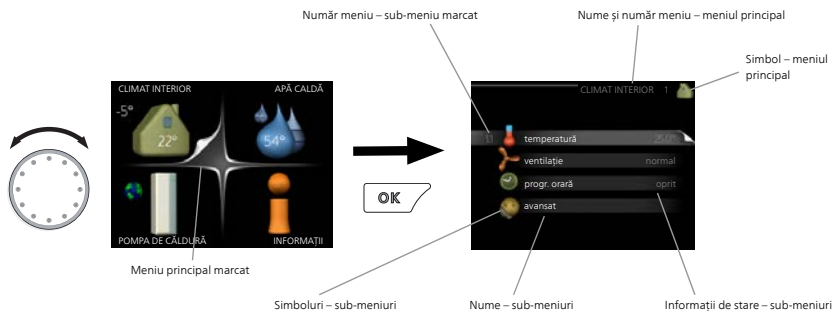 Număr meniu – sub-meniu marcat
Nume și număr meniu – meniul principal
Simbol – meniul
principal
CLIMAT INTERIOR
APĂ CALDĂ
-5°
22°
54°
POMPA DE CĂLDURĂ
INFORMAȚII
OK
CLIMAT INTERIOR 1
1.1 temperatură
ventilație normal
progr. orară oprit
avansat
Meniu principal marcat
Simboluri – sub-meniuri
Nume – sub-meniuri
Informații de stare – sub-meniuri